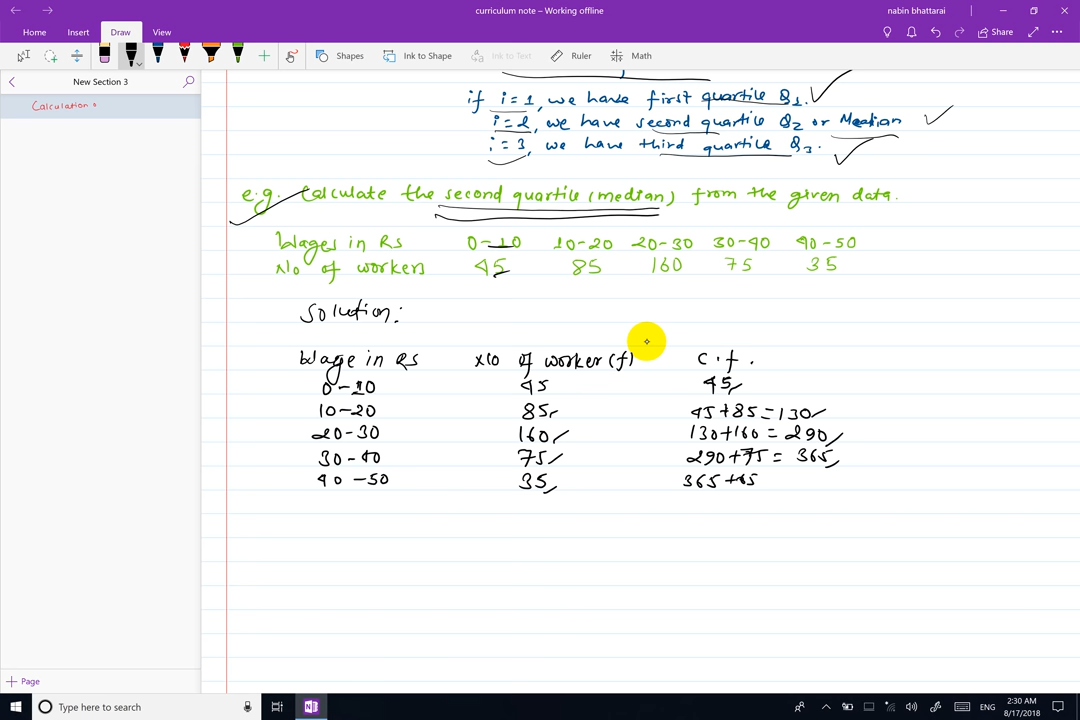 curriculum note – Working offline
nabin bhattarai
Home Insert Draw View
Share
Shapes Ink to Shape Ink to Text Ruler Math
New Section 3
Calculation
if i = 1, we have first quartile Q1.
i = 2, we have second quartile Q2 or Median
i = 3, we have third quartile Q3.
e.g. Calculate the second quartile (median) from the given data.
Wages in RS 0-10 10-20 20-30 30-40 40-50
No of workers 45 85 160 75 35
Solution:
Wage in RS No of worker (f) C.f.
0-10 45 45
10-20 85 45+85=130
20-30 160 130+160=290
30-40 75 290+75=365
40-50 35 365+
+ Page
Type here to search
ENG
2:30 AM
8/17/2018